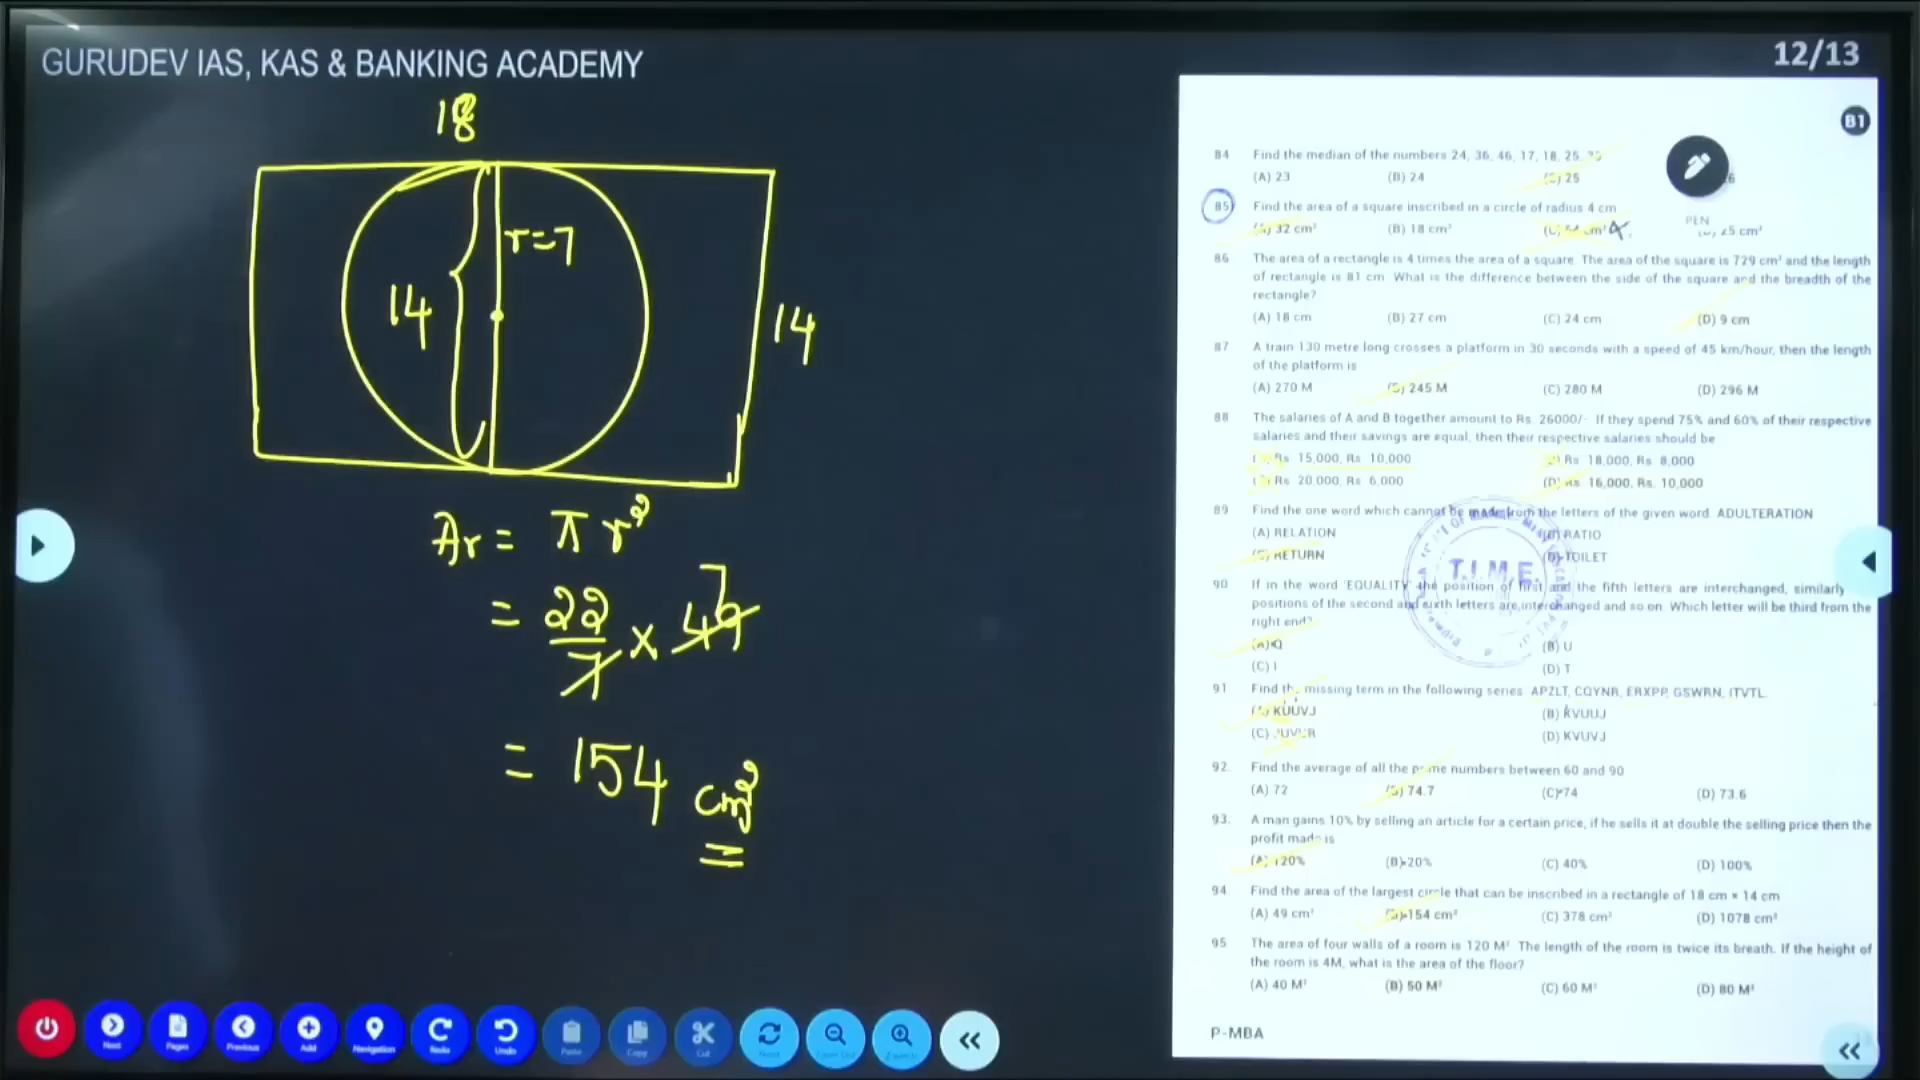 GURUDEV IAS, KAS & BANKING ACADEMY
12/13
18
r=7
14
14
Ar = π r²
= 22/7 × 49 7
= 154 cm²
B1
PEN
84 Find the median of the numbers 24, 36, 46, 17, 18, 25,
(A) 23 (B) 24 25
85 Find the area of a square inscribed in a circle of radius 4 cm
32 cm² (B) 18 cm² cm² 25 cm²
86 The area of a rectangle is 4 times the area of a square. The area of the square is 729 cm² and the length
of rectangle is 81 cm. What is the difference between the side of the square and the breadth of the
rectangle?
(A) 18 cm (B) 27 cm (C) 24 cm (D) 9 cm
87 A train 130 metre long crosses a platform in 30 seconds with a speed of 45 km/hour, then the length
of the platform is
(A) 270 M 245 M (C) 280 M (D) 296 M
88 The salaries of A and B together amount to Rs. 26000/- If they spend 75% and 60% of their respective
salaries and their savings are equal, then their respective salaries should be
Rs 15,000, Rs 10,000 Rs 18,000, Rs 8,000
Rs 20,000, Rs 6,000 (D) Rs 16,000, Rs. 10,000
89 Find the one word which cannot be made from the letters of the given word ADULTERATION
(A) RELATION RATIO
RETURN (D) TOILET
T.I.M.E.
90 If in the word 'EQUALITY' the position of first and the fifth letters are interchanged, similarly
positions of the second and sixth letters are interchanged and so on. Which letter will be third from the
right end?
(A) Q (B) U
(C) I (D) T
91 Find the missing term in the following series APZLT, CQYNR, ERXPP, GSWRN, ITVTL.
KUUVJ (B) KVUUJ
(C) (D) KVUVJ
92. Find the average of all the prime numbers between 60 and 90
(A) 72 74.7 (C) 74 (D) 73.6
93. A man gains 10% by selling an article for a certain price, if he sells it at double the selling price then the
profit made is
(A) 120% (B) 20% (C) 40% (D) 100%
94 Find the area of the largest circle that can be inscribed in a rectangle of 18 cm × 14 cm
(A) 49 cm² 154 cm² (C) 378 cm² (D) 1078 cm²
95 The area of four walls of a room is 120 M² The length of the room is twice its breath. If the height of
the room is 4M, what is the area of the floor?
(A) 40 M² (B) 50 M² (C) 60 M² (D) 80 M²
P-MBA
Next Pages Previous Add Navigation Redo Undo Paste Copy Cut